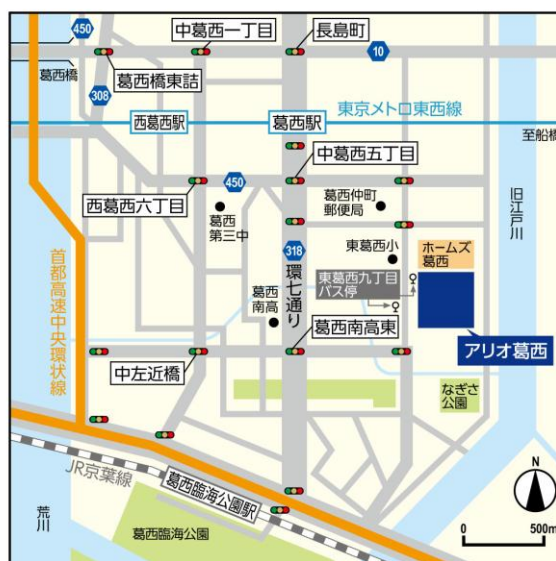 450
中葛西一丁目
長島町
10
葛西橋
葛西橋東詰
308
東京メトロ東西線
西葛西駅
葛西駅
至船橋
中葛西五丁目
450
西葛西六丁目
葛西
第三中
葛西仲町
郵便局
旧江戸川
首都高速中央環状線
318
環七通り
東葛西小
ホームズ
葛西
東葛西九丁目
バス停
葛西
南高
葛西南高東
アリオ葛西
中左近橋
なぎさ
公園
JR京葉線
葛西臨海公園駅
荒川
葛西臨海公園
N
0
500m